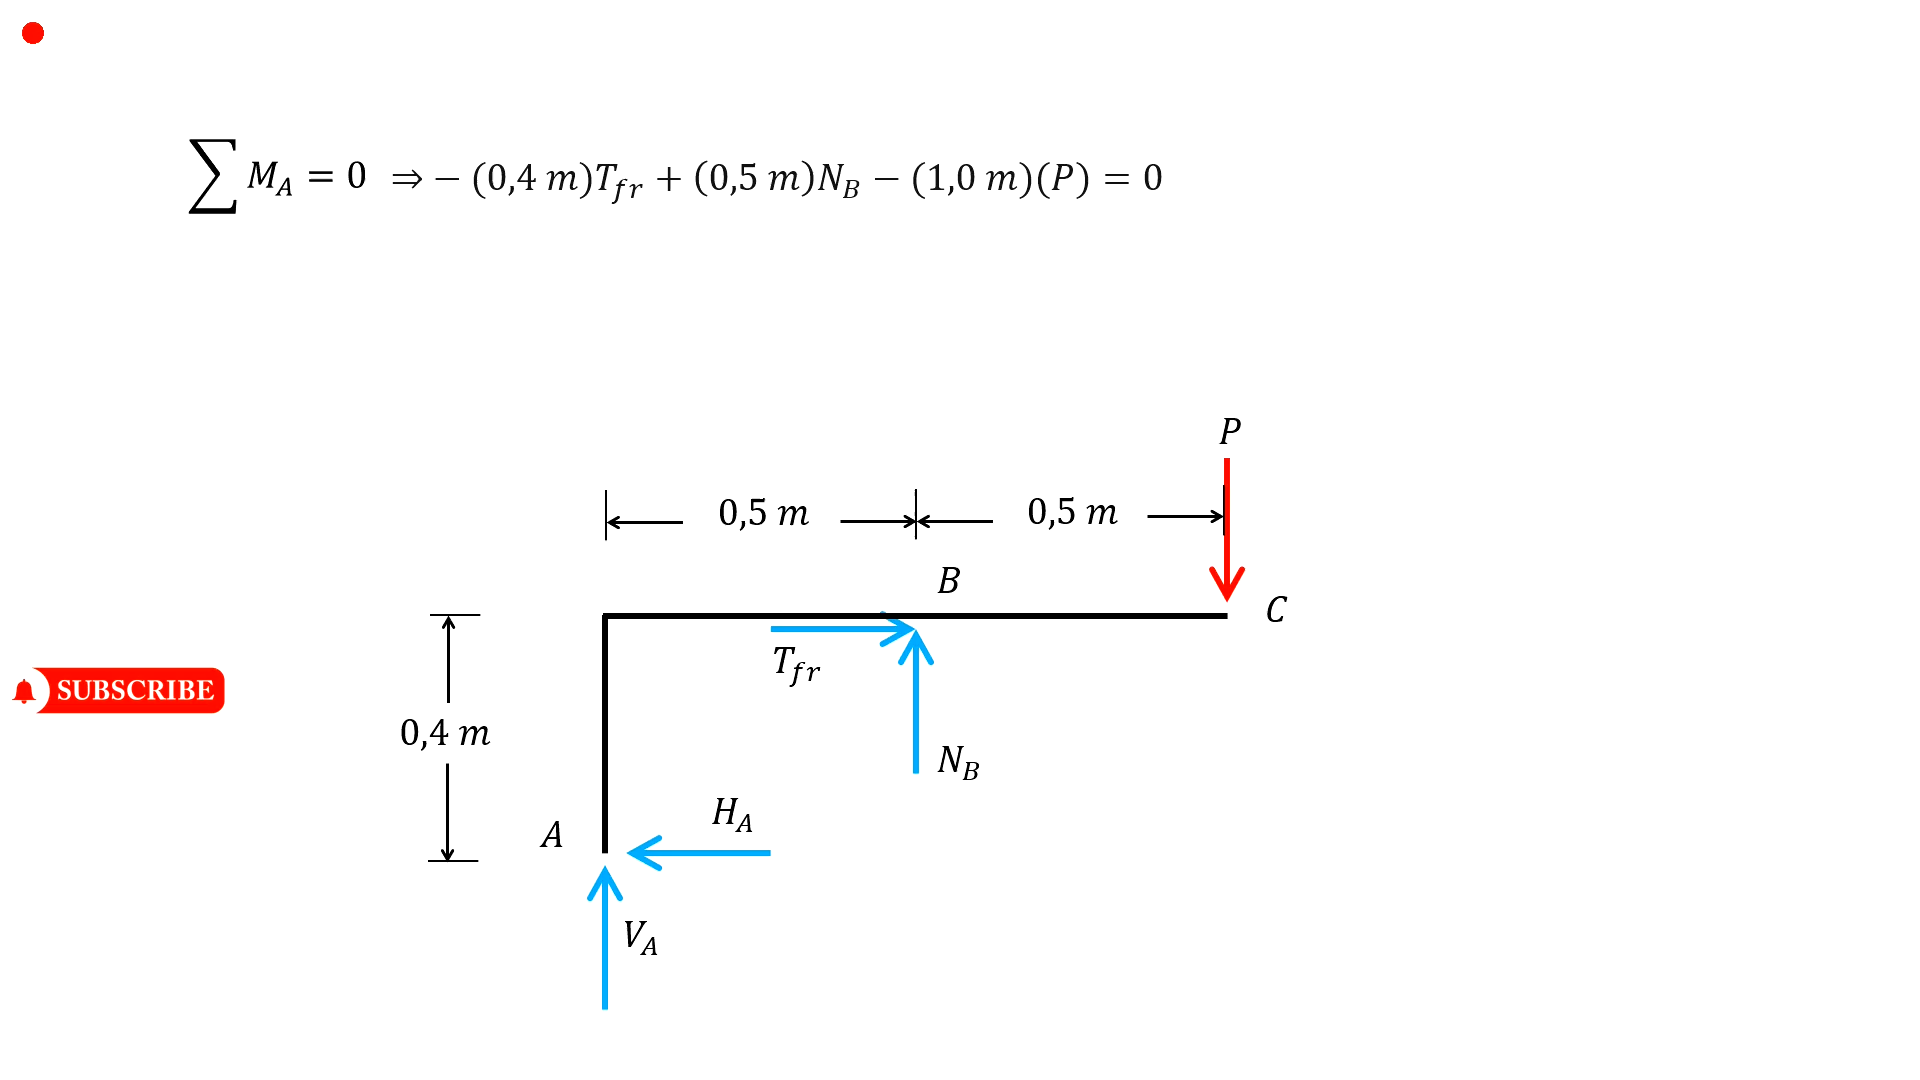 ∑ M_A = 0 ⇒ − (0,4 m)T_fr + (0,5 m)N_B − (1,0 m)(P) = 0
P
0,5 m 0,5 m
B
C
T_fr
SUBSCRIBE
0,4 m
N_B
H_A
A
V_A